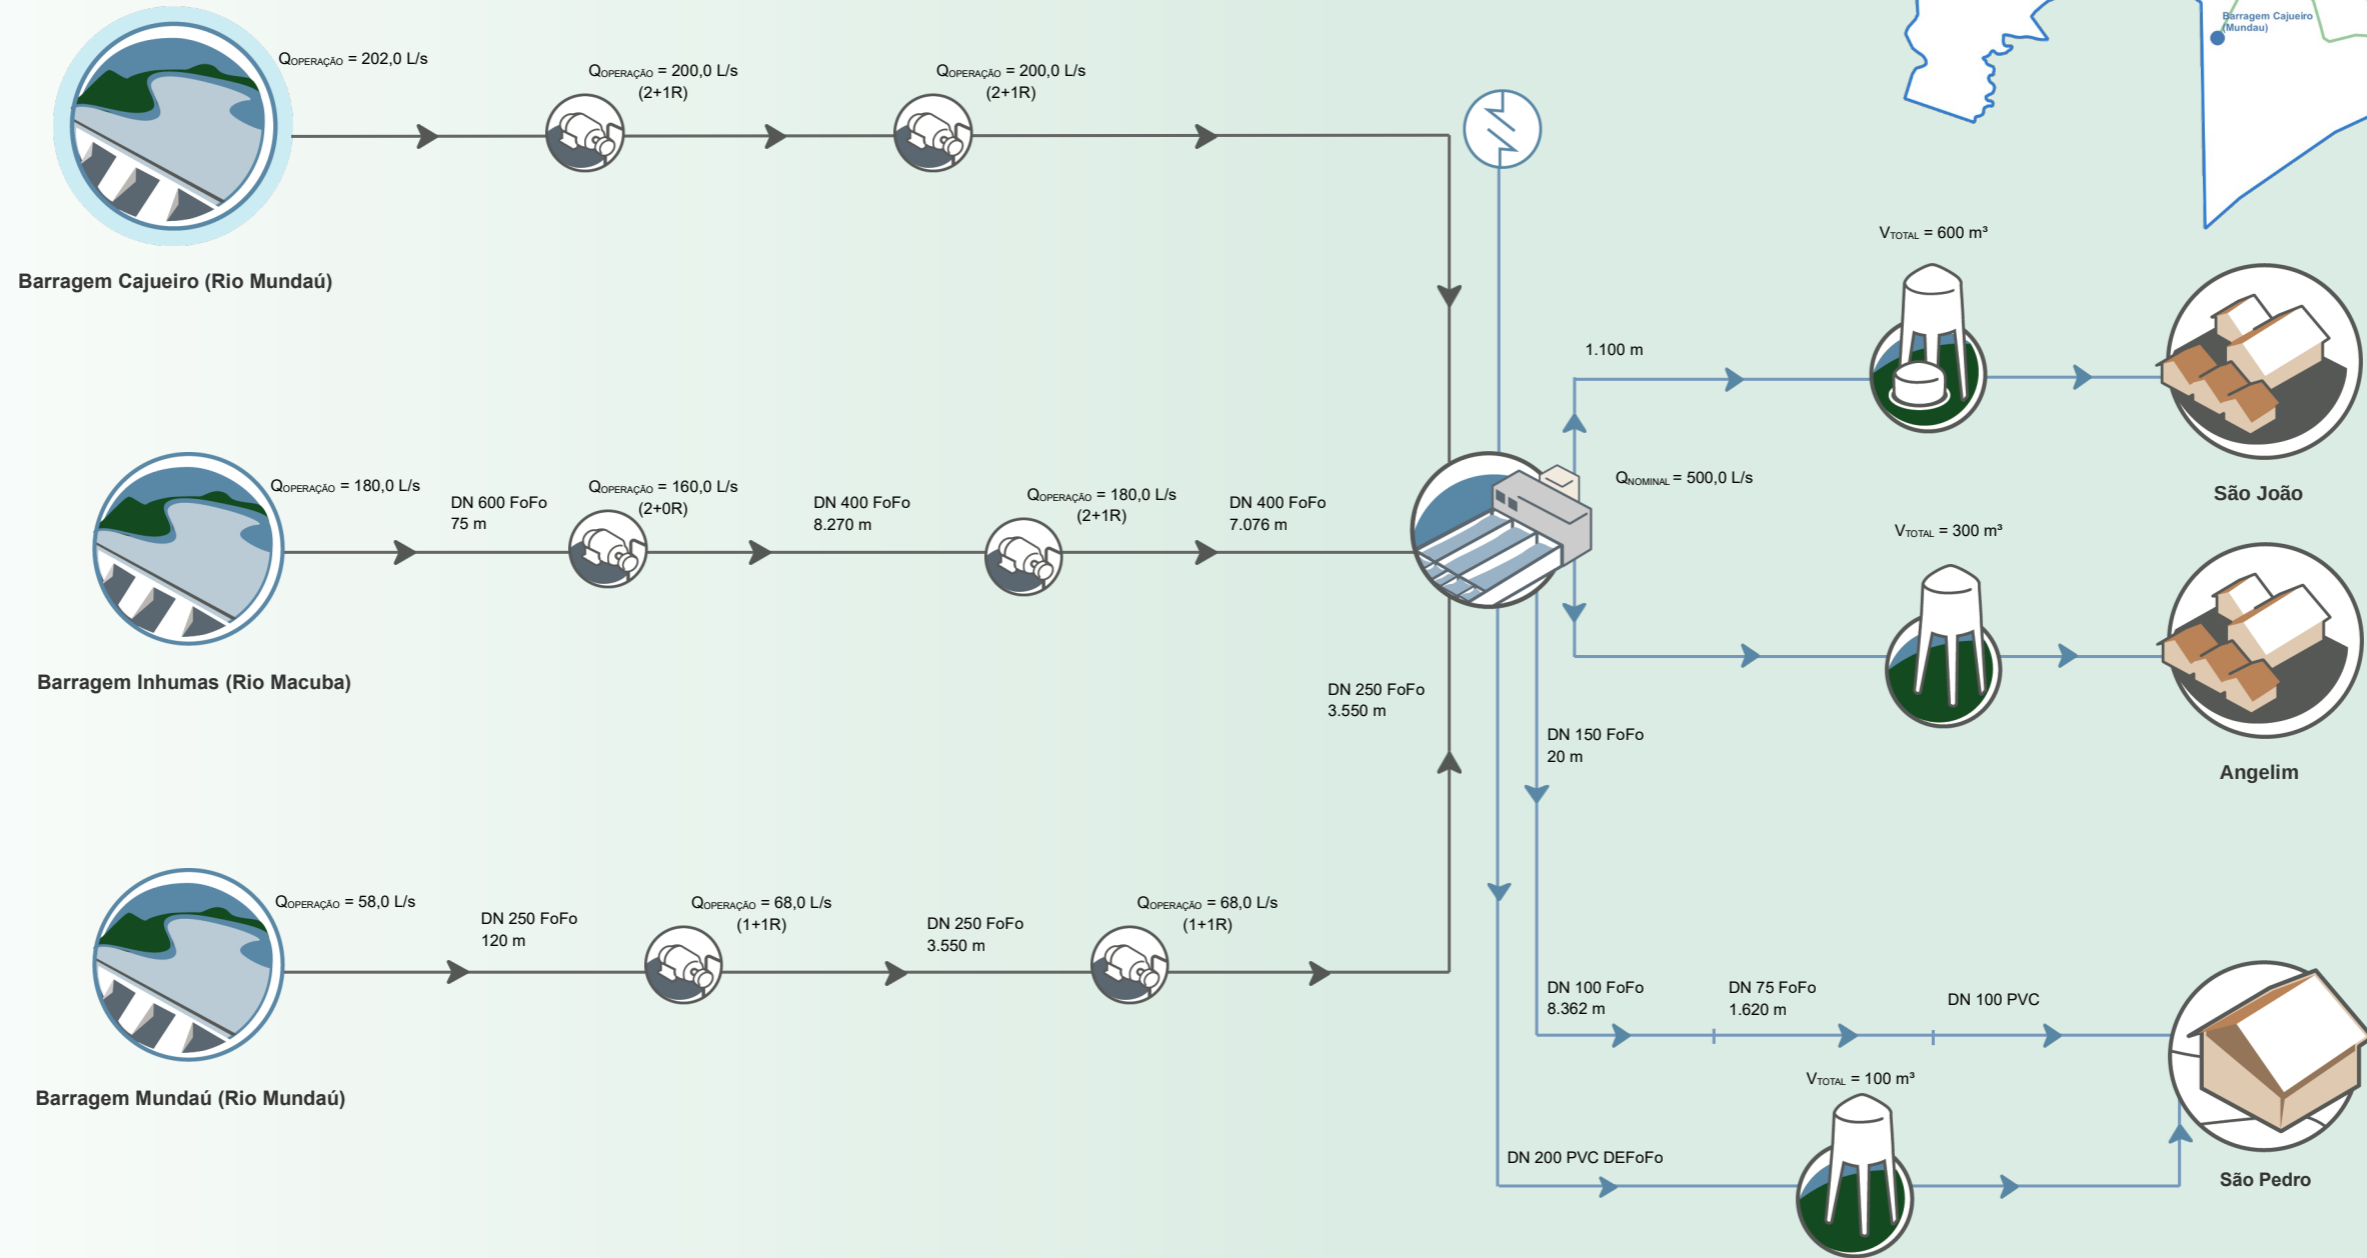 Barragem Cajueiro
(Mundau)
QOPERAÇÃO = 202,0 L/s
QOPERAÇÃO = 200,0 L/s
(2+1R)
QOPERAÇÃO = 200,0 L/s
(2+1R)
Barragem Cajueiro (Rio Mundaú)
VTOTAL = 600 m³
1.100 m
São João
QOPERAÇÃO = 180,0 L/s
DN 600 FoFo
75 m
QOPERAÇÃO = 160,0 L/s
(2+0R)
DN 400 FoFo
8.270 m
QOPERAÇÃO = 180,0 L/s
(2+1R)
DN 400 FoFo
7.076 m
QNOMINAL = 500,0 L/s
VTOTAL = 300 m³
Barragem Inhumas (Rio Macuba)
DN 250 FoFo
3.550 m
DN 150 FoFo
20 m
Angelim
QOPERAÇÃO = 58,0 L/s
DN 250 FoFo
120 m
QOPERAÇÃO = 68,0 L/s
(1+1R)
DN 250 FoFo
3.550 m
QOPERAÇÃO = 68,0 L/s
(1+1R)
DN 100 FoFo
8.362 m
DN 75 FoFo
1.620 m
DN 100 PVC
Barragem Mundaú (Rio Mundaú)
VTOTAL = 100 m³
DN 200 PVC DEFoFo
São Pedro